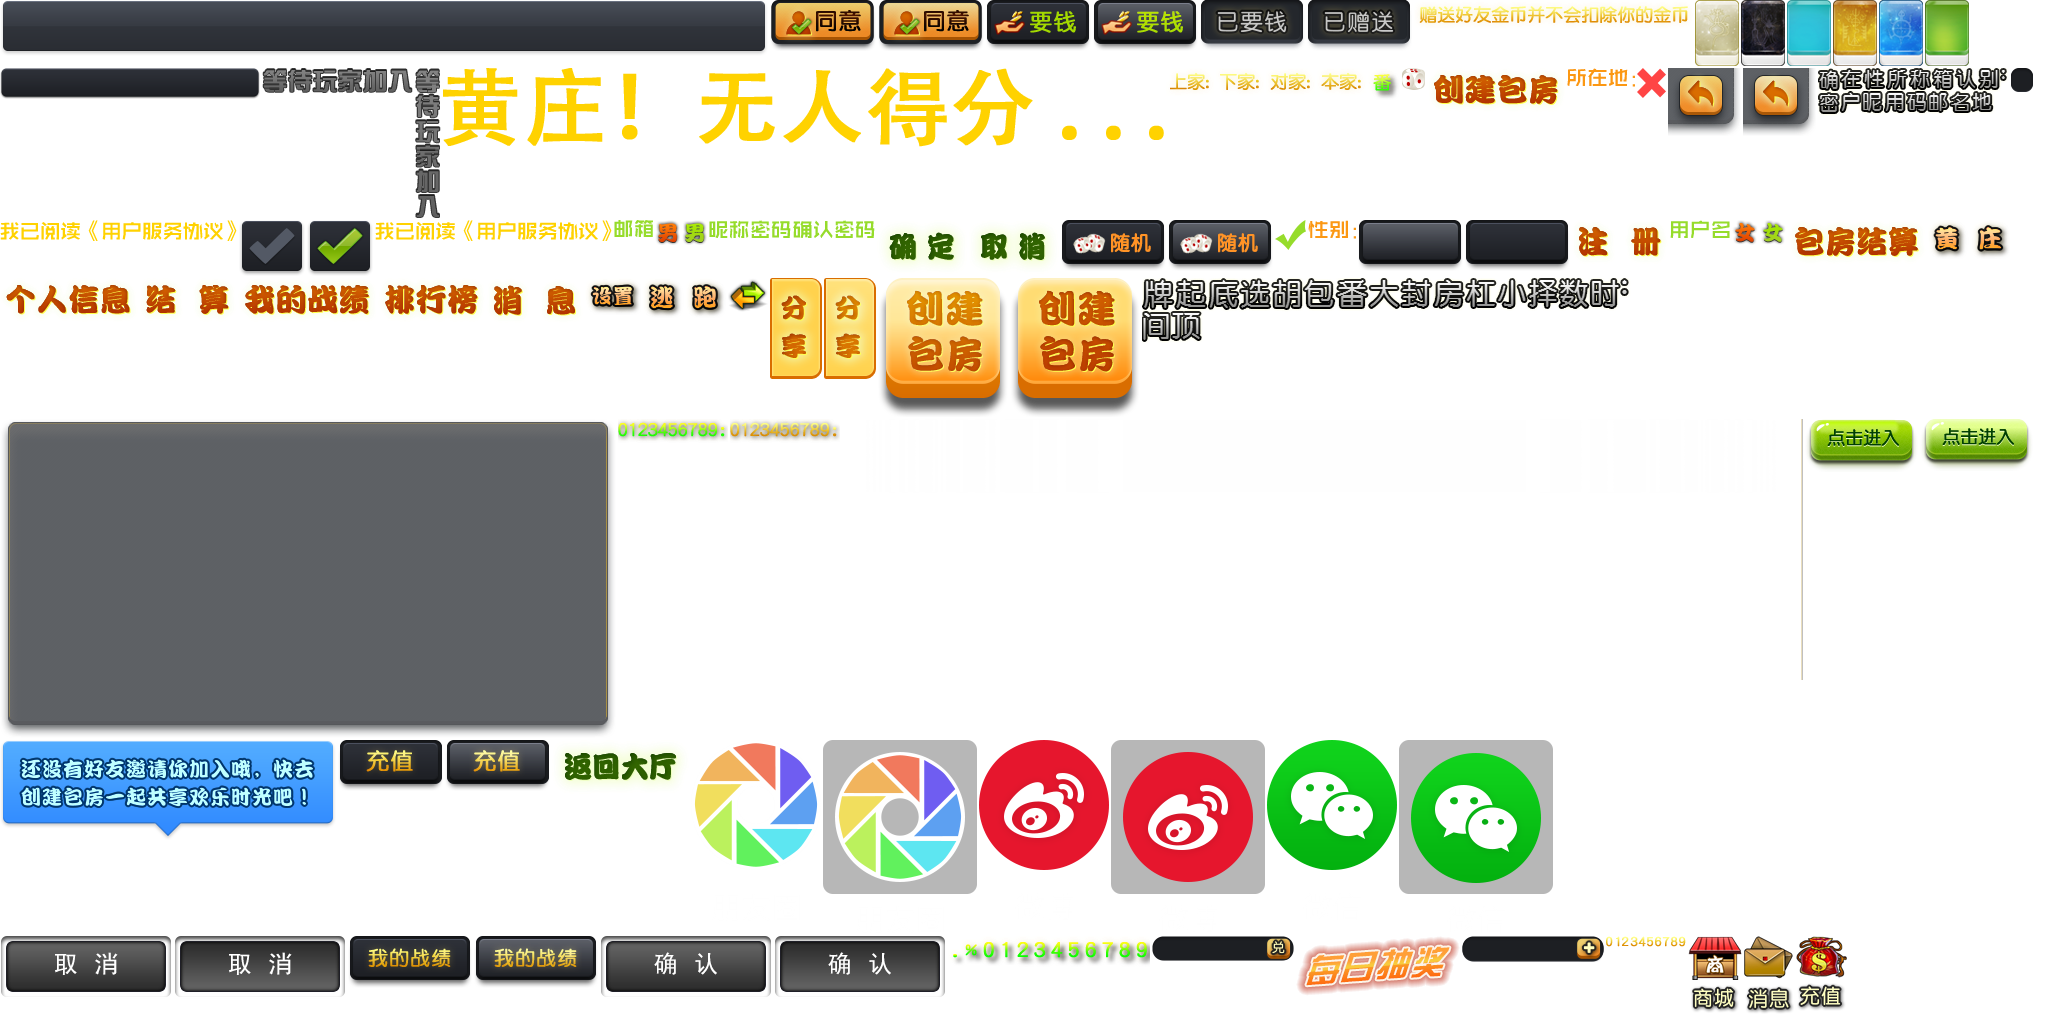 同意
同意
要钱
要钱
已要钱
已赠送
赠送好友金币并不会扣除你的金币
等待玩家加入
等待玩家加入
黄庄！无人得分...
上家:
下家:
对家:
本家:
番
创建包房
所在地:
确在性所称箱认别:
密户昵用码邮名地
我已阅读《用户服务协议》
我已阅读《用户服务协议》
邮箱
男
男
昵称密码确认密码
确定
取消
随机
随机
性别:
注册
用户名
女
女
包房结算
黄
庄
个人信息
结算
我的战绩
排行榜
消息
设置
逃
跑
分享
分享
创建
包房
创建
包房
牌起底选胡包番大封房杠小择数时:
间顶
0123456789.
0123456789.
点击进入
点击进入
还没有好友邀请你加入哦，快去
创建包房一起共享欢乐时光吧！
充值
充值
返回大厅
取消
取消
我的战绩
我的战绩
确认
确认
.%0123456789
兑
每日抽奖
0123456789
商
商城
消息
$
充值